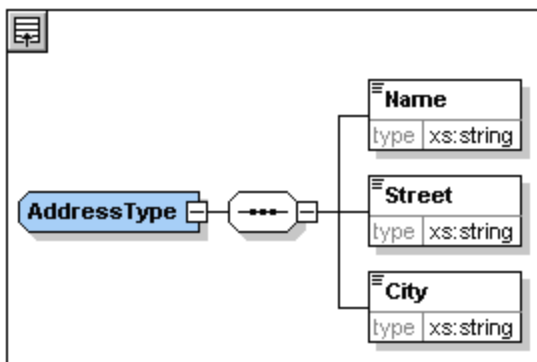 Name
type xs:string
AddressType
Street
type xs:string
City
type xs:string